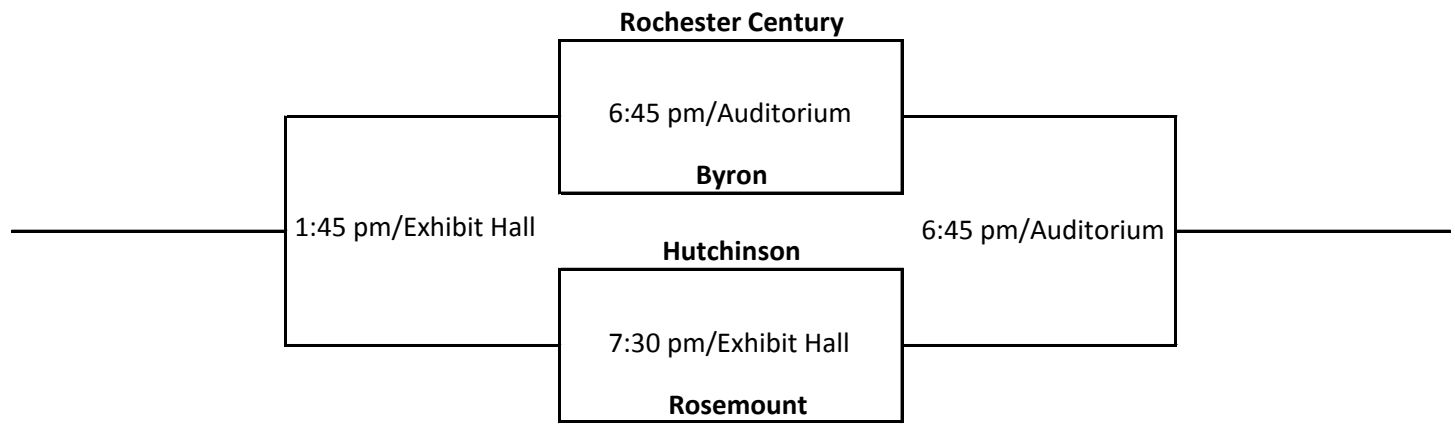 Rochester Century
6:45 pm/Auditorium
Byron
1:45 pm/Exhibit Hall
6:45 pm/Auditorium
Hutchinson
7:30 pm/Exhibit Hall
Rosemount